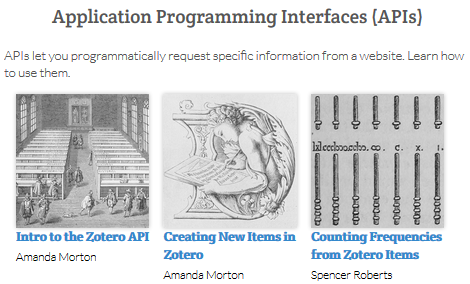 Application Programming Interfaces (APIs)
APIs let you programmatically request specific information from a website. Learn how
to use them.
Intro to the Zotero API
Amanda Morton
Creating New Items in
Zotero
Amanda Morton
Counting Frequencies
from Zotero Items
Spencer Roberts